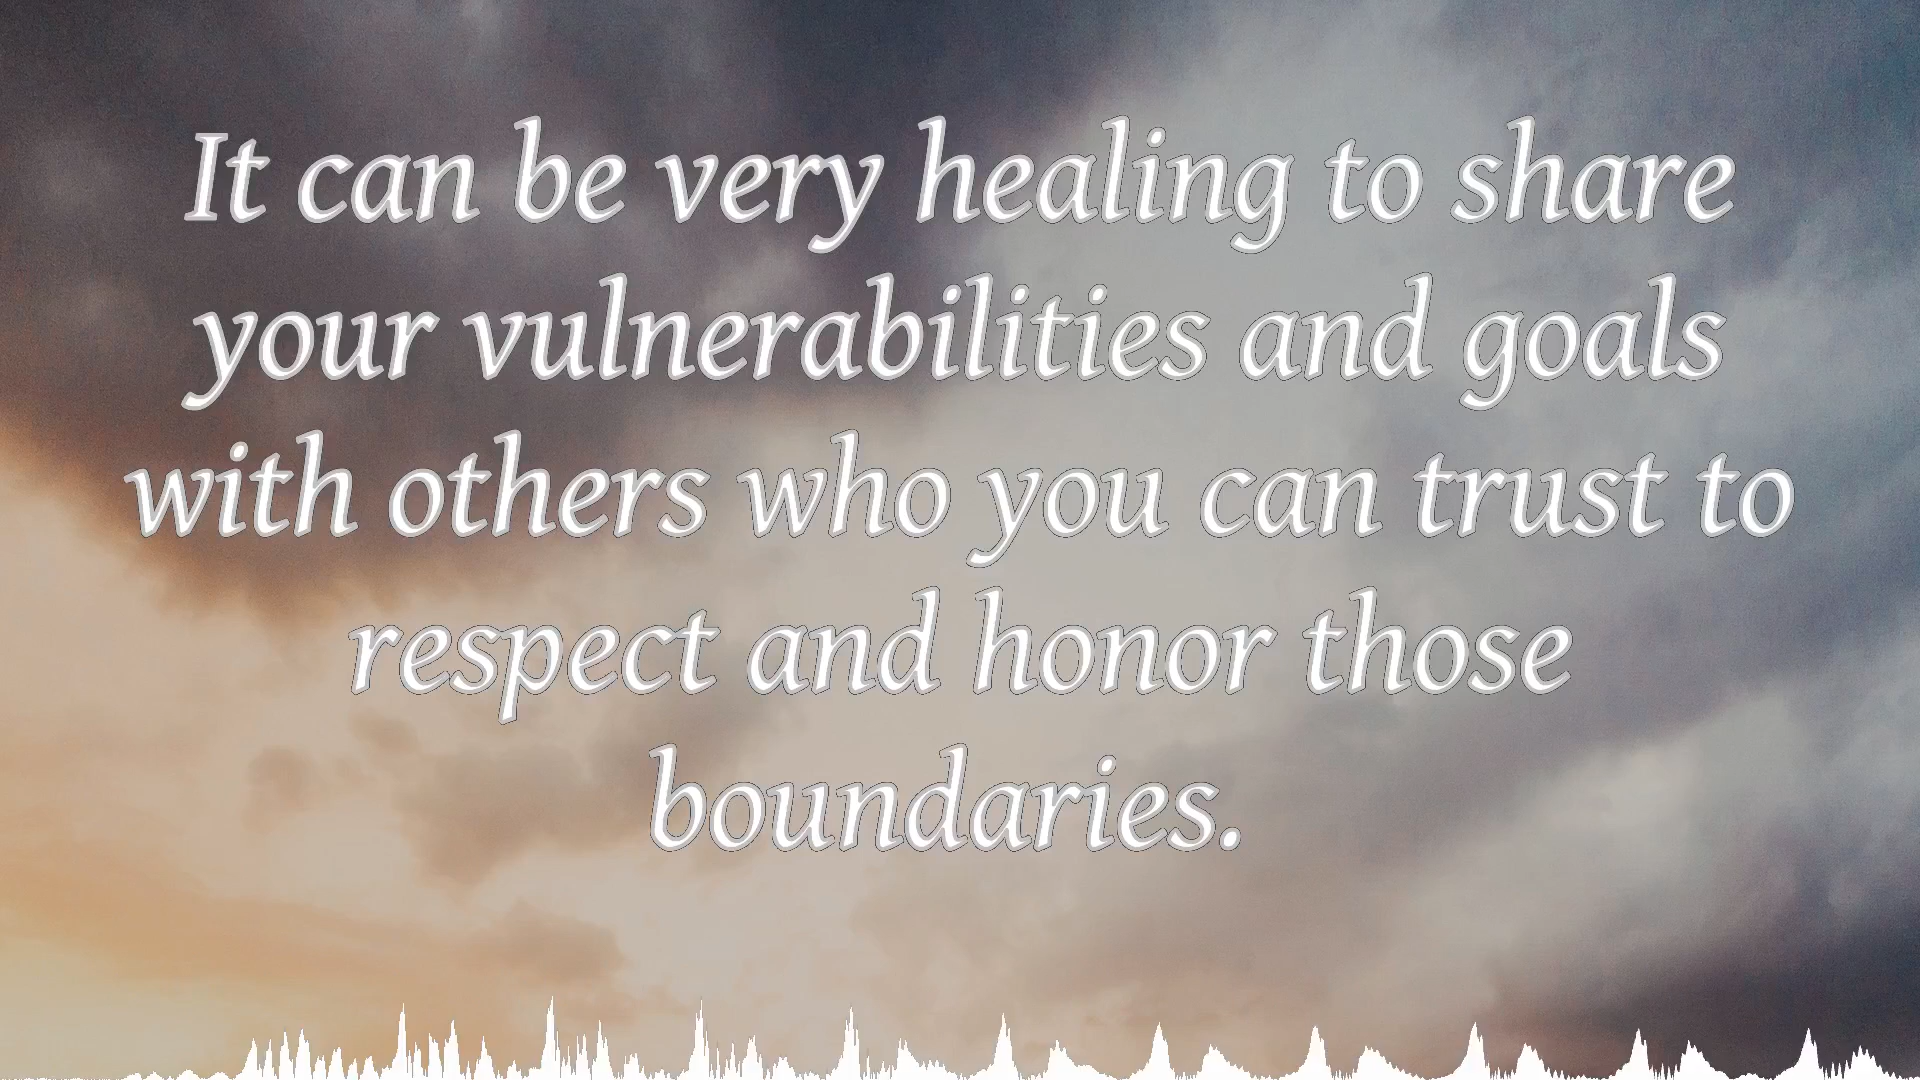 It can be very healing to share
your vulnerabilities and goals
with others who you can trust to
respect and honor those
boundaries.